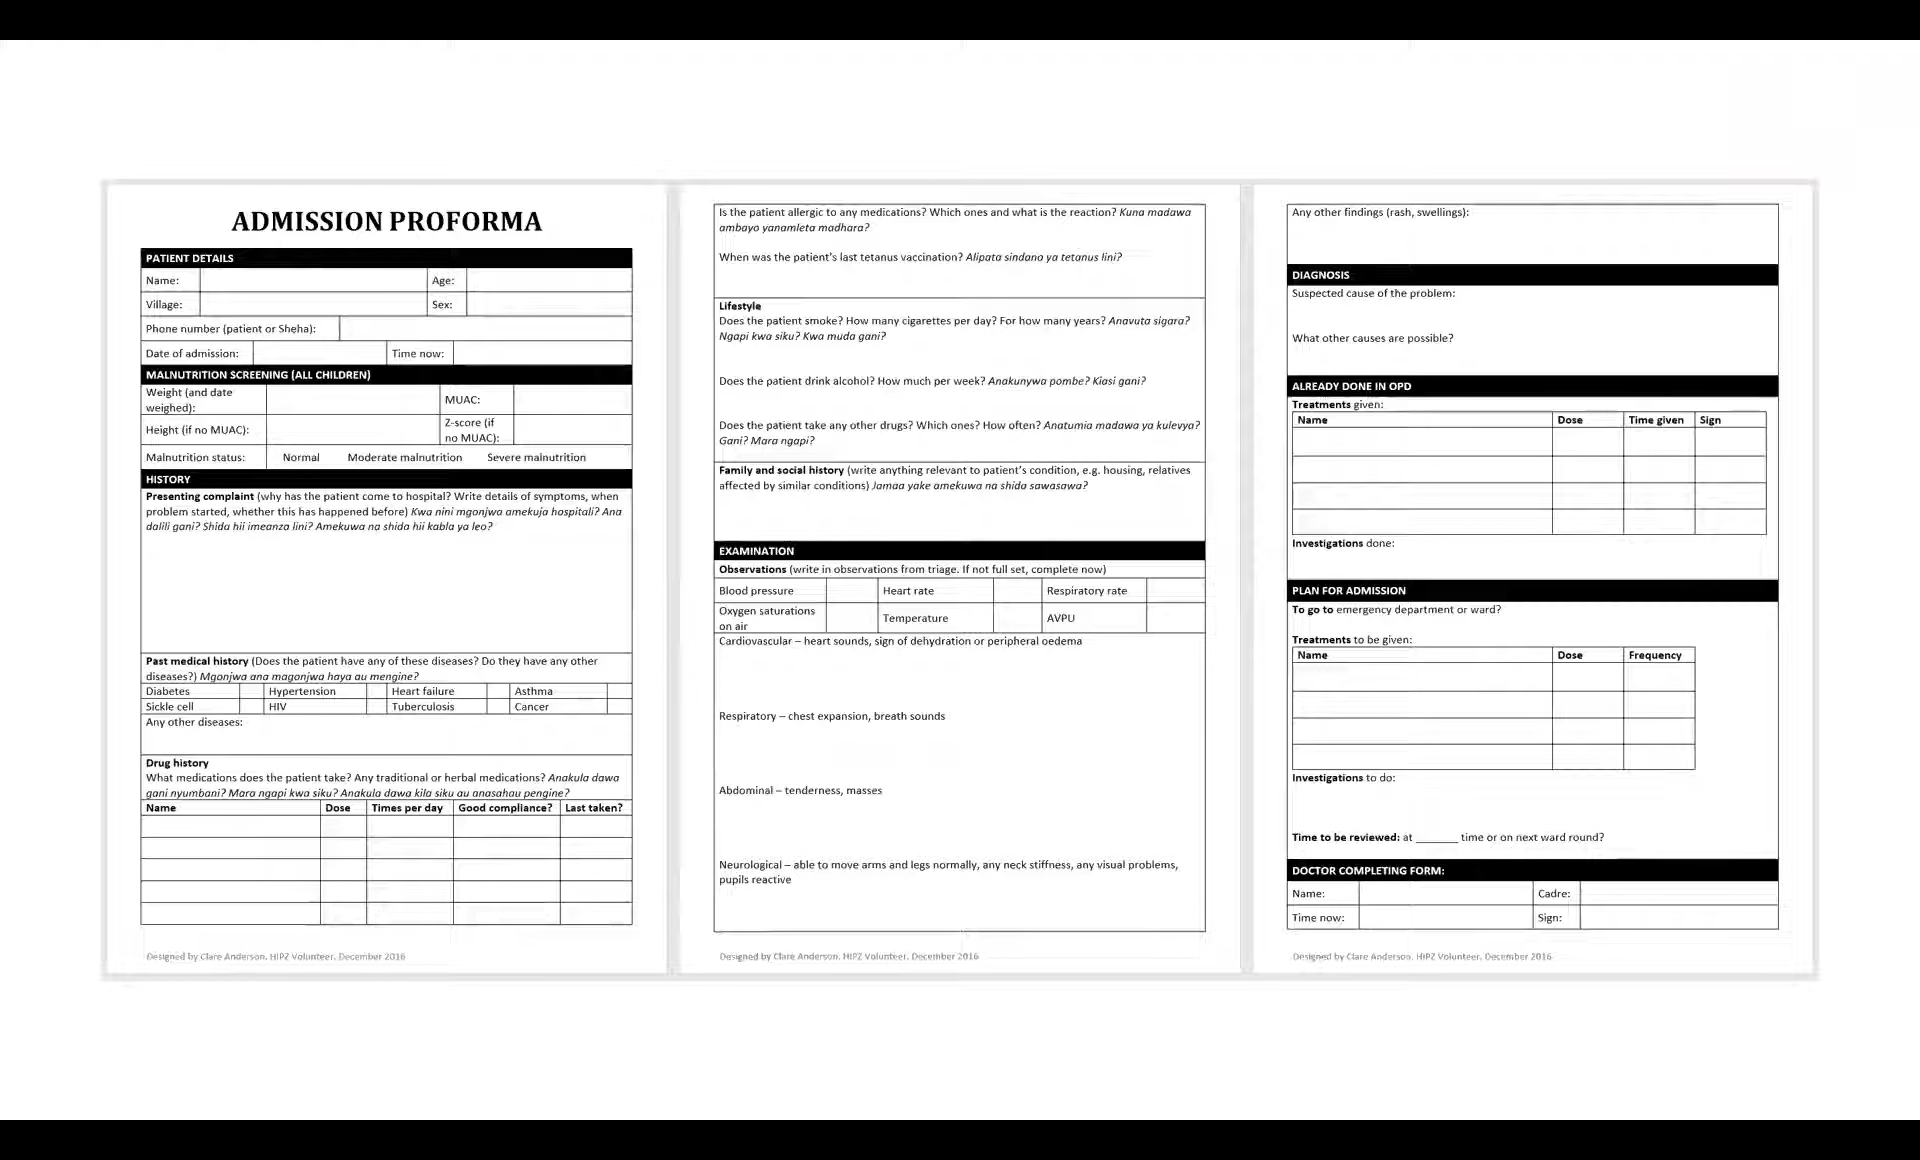 ADMISSION PROFORMA
PATIENT DETAILS
Name: Age:
Village: Sex:
Phone number (patient or Sheha):
Date of admission: Time now:
MALNUTRITION SCREENING (ALL CHILDREN)
Weight (and date
weighed):
MUAC:
Height (if no MUAC):
Z-score (if
no MUAC):
Malnutrition status: Normal Moderate malnutrition Severe malnutrition
HISTORY
Presenting complaint (why has the patient come to hospital? Write details of symptoms, when
problem started, whether this has happened before) Kwa nini mgonjwa amekuja hospitali? Ana
dalili gani? Shida hii imeanza lini? Amekuwa na shida hii kabla ya leo?
Past medical history (Does the patient have any of these diseases? Do they have any other
diseases?) Mgonjwa ana magonjwa haya au mengine?
Diabetes Hypertension Heart failure Asthma
Sickle cell HIV Tuberculosis Cancer
Any other diseases:
Drug history
What medications does the patient take? Any traditional or herbal medications? Anakula dawa
gani nyumbani? Mara ngapi kwa siku? Anakula dawa kila siku au anasahau pengine?
Name Dose Times per day Good compliance? Last taken?
Designed by Clare Anderson, HIPZ Volunteer, December 2016
Is the patient allergic to any medications? Which ones and what is the reaction? Kuna madawa
ambayo yanamleta madhara?
When was the patient's last tetanus vaccination? Alipata sindano ya tetanus lini?
Lifestyle
Does the patient smoke? How many cigarettes per day? For how many years? Anavuta sigara?
Ngapi kwa siku? Kwa muda gani?
Does the patient drink alcohol? How much per week? Anakunywa pombe? Kiasi gani?
Does the patient take any other drugs? Which ones? How often? Anatumia madawa ya kulevya?
Gani? Mara ngapi?
Family and social history (write anything relevant to patient's condition, e.g. housing, relatives
affected by similar conditions) Jamaa yake amekuwa na shida sawasawa?
EXAMINATION
Observations (write in observations from triage. If not full set, complete now)
Blood pressure Heart rate Respiratory rate
Oxygen saturations
on air
Temperature AVPU
Cardiovascular – heart sounds, sign of dehydration or peripheral oedema
Respiratory – chest expansion, breath sounds
Abdominal – tenderness, masses
Neurological – able to move arms and legs normally, any neck stiffness, any visual problems,
pupils reactive
Designed by Clare Anderson, HIPZ Volunteer, December 2016
Any other findings (rash, swellings):
DIAGNOSIS
Suspected cause of the problem:
What other causes are possible?
ALREADY DONE IN OPD
Treatments given:
Name Dose Time given Sign
Investigations done:
PLAN FOR ADMISSION
To go to emergency department or ward?
Treatments to be given:
Name Dose Frequency
Investigations to do:
Time to be reviewed: at _______ time or on next ward round?
DOCTOR COMPLETING FORM:
Name: Cadre:
Time now: Sign:
Designed by Clare Anderson, HIPZ Volunteer, December 2016